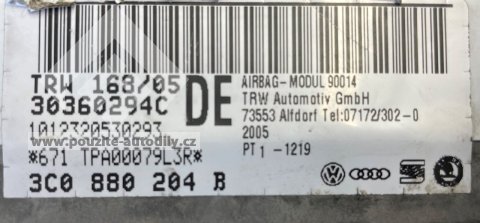 TRW 168/05
30360294C
1012320530293
*671 TPA00079L3R*
3C0 880 204 B
DE
AIRBAG-MODUL 90014
TRW Automotiv GmbH
73553 Alfdorf Tel:07172/302-0
2005
PT1-1219
www.pouzite-autodily.cz